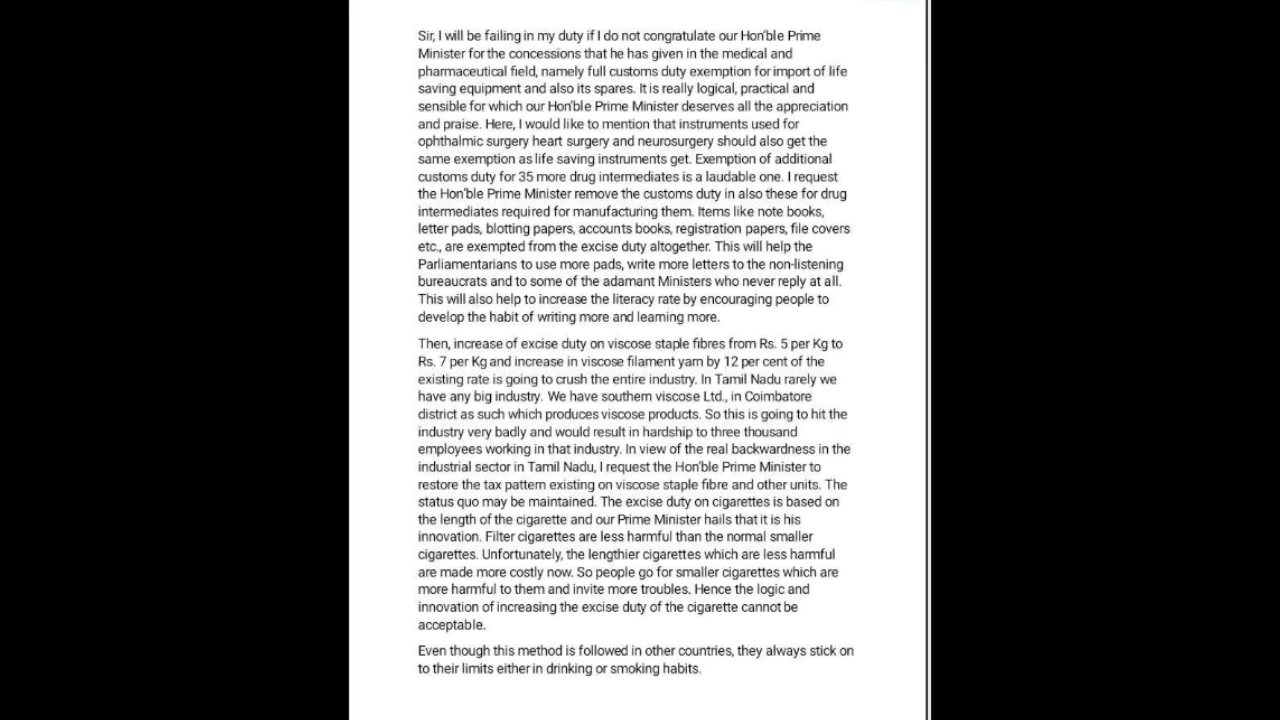 Sir, I will be failing in my duty if I do not congratulate our Hon'ble Prime
Minister for the concessions that he has given in the medical and
pharmaceutical field, namely full customs duty exemption for import of life
saving equipment and also its spares. It is really logical, practical and
sensible for which our Hon'ble Prime Minister deserves all the appreciation
and praise. Here, I would like to mention that instruments used for
ophthalmic surgery heart surgery and neurosurgery should also get the
same exemption as life saving instruments get. Exemption of additional
customs duty for 35 more drug intermediates is a laudable one. I request
the Hon'ble Prime Minister remove the customs duty in also these for drug
intermediates required for manufacturing them. Items like note books,
letter pads, blotting papers, accounts books, registration papers, file covers
etc., are exempted from the excise duty altogether. This will help the
Parliamentarians to use more pads, write more letters to the non-listening
bureaucrats and to some of the adamant Ministers who never reply at all.
This will also help to increase the literacy rate by encouraging people to
develop the habit of writing more and learning more.
Then, increase of excise duty on viscose staple fibres from Rs. 5 per Kg to
Rs. 7 per Kg and increase in viscose filament yarn by 12 per cent of the
existing rate is going to crush the entire industry. In Tamil Nadu rarely we
have any big industry. We have southern viscose Ltd., in Coimbatore
district as such which produces viscose products. So this is going to hit the
industry very badly and would result in hardship to three thousand
employees working in that industry. In view of the real backwardness in the
industrial sector in Tamil Nadu, I request the Hon'ble Prime Minister to
restore the tax pattern existing on viscose staple fibre and other units. The
status quo may be maintained. The excise duty on cigarettes is based on
the length of the cigarette and our Prime Minister hails that it is his
innovation. Filter cigarettes are less harmful than the normal smaller
cigarettes. Unfortunately, the lengthier cigarettes which are less harmful
are made more costly now. So people go for smaller cigarettes which are
more harmful to them and invite more troubles. Hence the logic and
innovation of increasing the excise duty of the cigarette cannot be
acceptable.
Even though this method is followed in other countries, they always stick on
to their limits either in drinking or smoking habits.